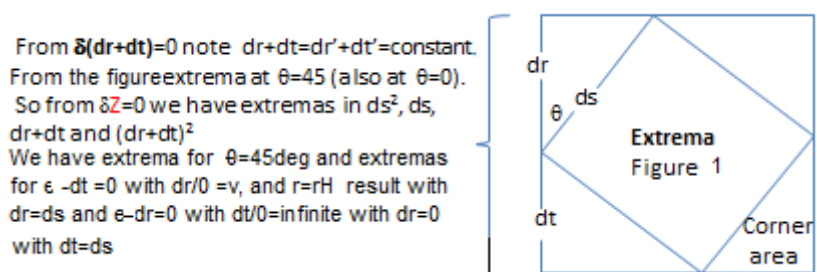 From δ(dr+dt)=0 note dr+dt=dr'+dt'=constant.
From the figureextrema at θ=45 (also at θ=0).
So from δZ=0 we have extremas in ds², ds,
dr+dt and (dr+dt)²
We have extrema for θ=45deg and extremas
for ε -dt =0 with dr/0 =v, and r=rH result with
dr=ds and e–dr=0 with dt/0=infinite with dr=0
with dt=ds
dr
ds
θ
Extrema
Figure 1
dt
Corner
area